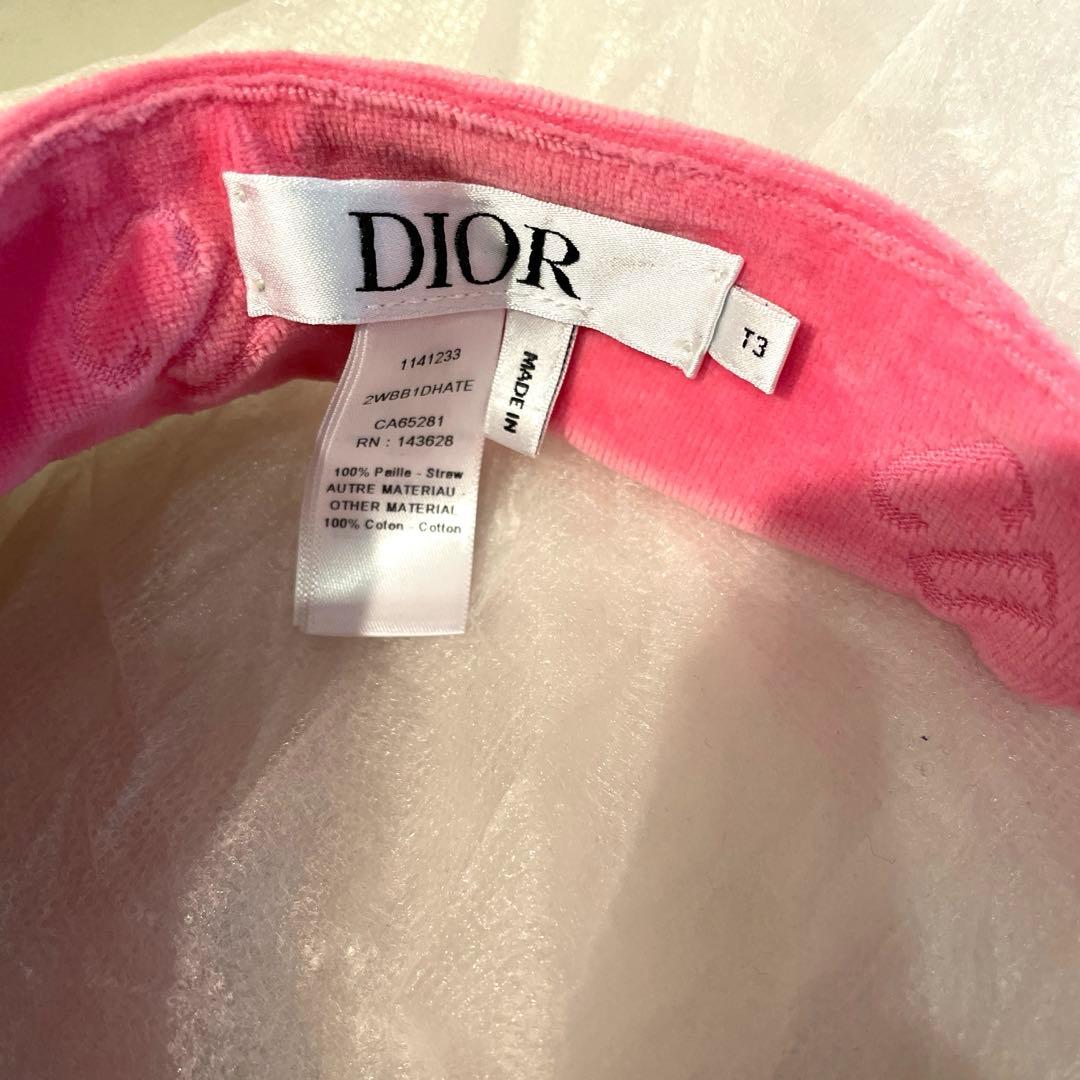 DIOR
T3
MADE IN
1141233
2WBB1DHATE
CA65281
RN : 143628
100% Paille - Straw
AUTRE MATERIAU
OTHER MATERIAL
100% Coton - Cotton